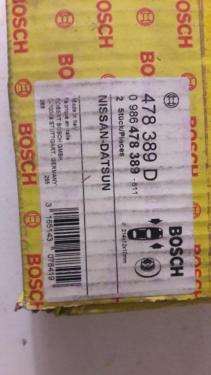 BOSCH
BOSCH
BOSCH
BOSCH
478 389 D
0 986 478 389
2 Stück/Pieces
NISSAN-DATSUN
BOSCH
Made in Italy
ROBERT BOSCH GMBH
STUTTGART, GERMANY
3 165143 078419